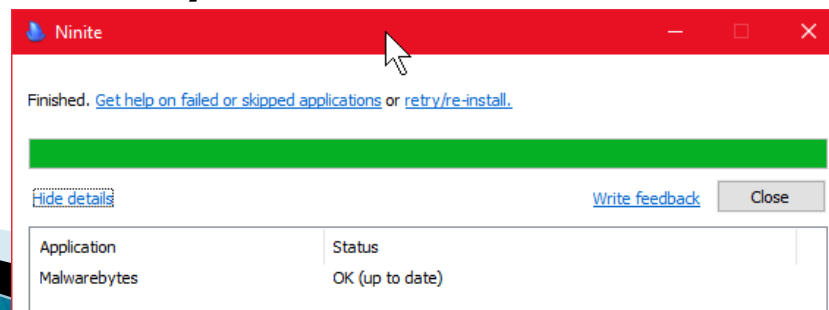 Ninite
Finished. Get help on failed or skipped applications or retry/re-install.
Hide details Write feedback Close
Application Status
Malwarebytes OK (up to date)